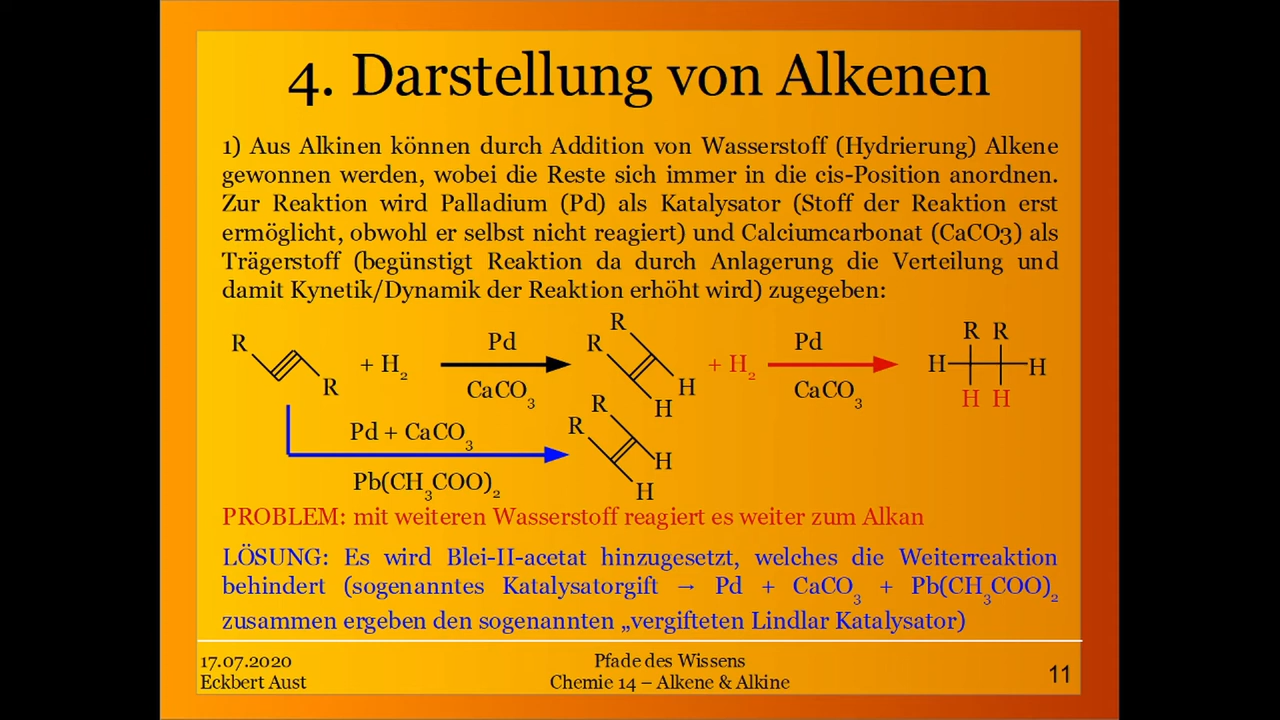 4. Darstellung von Alkenen
1) Aus Alkinen können durch Addition von Wasserstoff (Hydrierung) Alkene
gewonnen werden, wobei die Reste sich immer in die cis-Position anordnen.
Zur Reaktion wird Palladium (Pd) als Katalysator (Stoff der Reaktion erst
ermöglicht, obwohl er selbst nicht reagiert) und Calciumcarbonat (CaCO3) als
Trägerstoff (begünstigt Reaktion da durch Anlagerung die Verteilung und
damit Kynetik/Dynamik der Reaktion erhöht wird) zugegeben:
R
R
+ H₂
Pd
CaCO₃
R
R
H
H
+ H₂
Pd
CaCO₃
R R
H
H
H H
Pd + CaCO₃
Pb(CH₃COO)₂
R
R
H
H
PROBLEM: mit weiteren Wasserstoff reagiert es weiter zum Alkan
LÖSUNG: Es wird Blei-II-acetat hinzugesetzt, welches die Weiterreaktion
behindert (sogenanntes Katalysatorgift → Pd + CaCO₃ + Pb(CH₃COO)₂
zusammen ergeben den sogenannten „vergifteten Lindlar Katalysator)
17.07.2020
Eckbert Aust
Pfade des Wissens
Chemie 14 – Alkene & Alkine
11